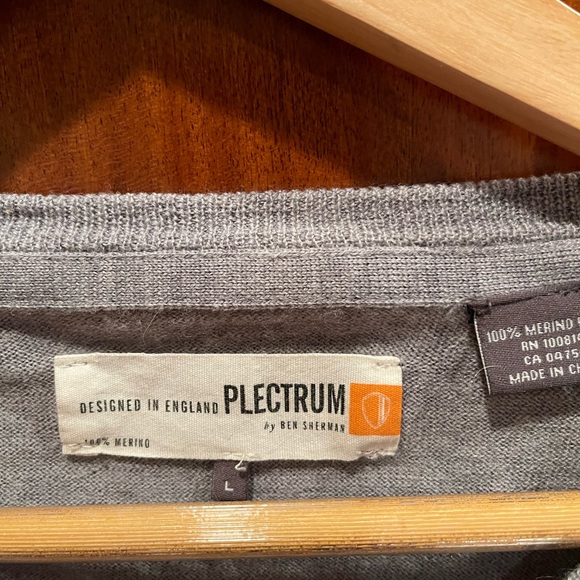 DESIGNED IN ENGLAND PLECTRUM
by BEN SHERMAN
100% MERINO
L
100% MERINO
RN 10081
CA 0475
MADE IN CH